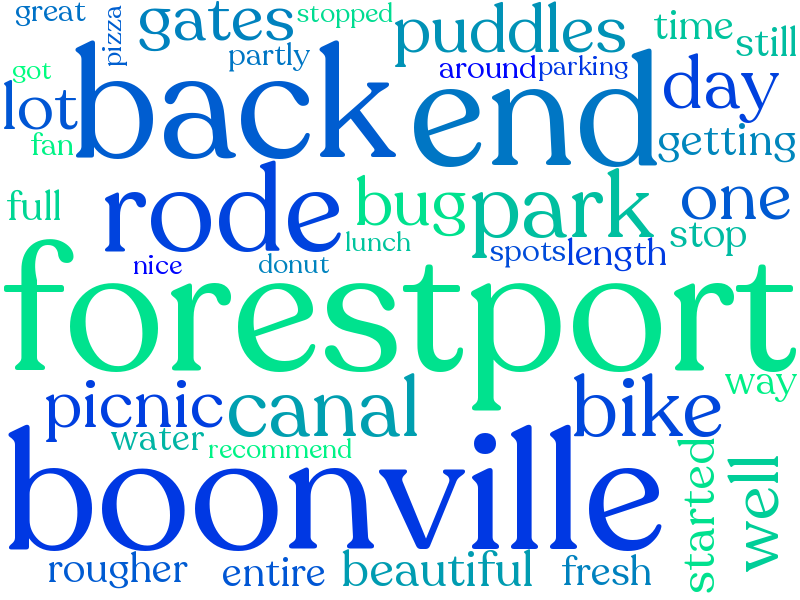 great
pizza
gates
stopped
partly
puddles
time
still
got
lot
fan
back
around
parking
end
day
getting
full
rode
bug
park
one
lunch
stop
nice
donut
spots
length
forestport
way
picnic
canal
bike
water
recommend
boonville
started
well
rougher
entire
beautiful
fresh